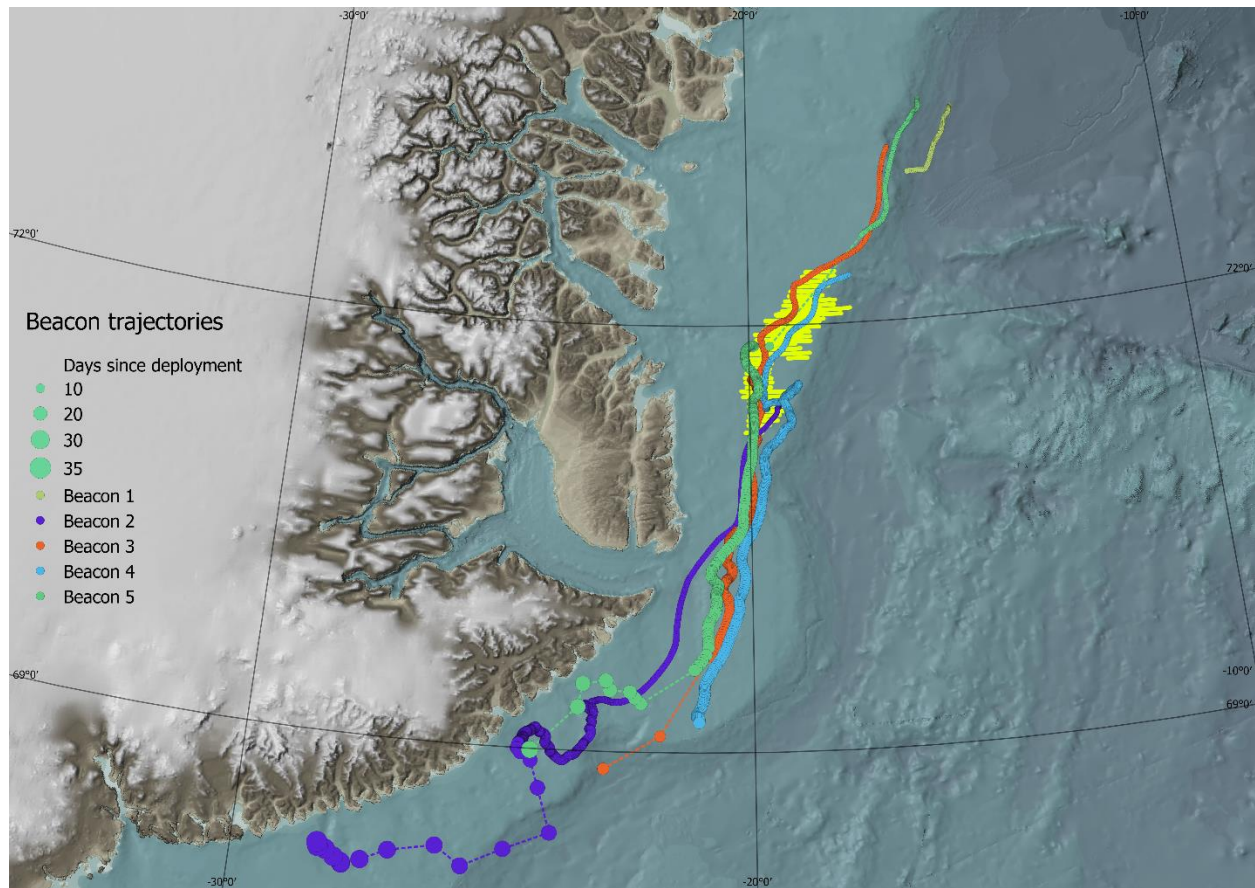 -30°0'
-20°0'
-10°0'
72°0'
72°0'
Beacon trajectories
Days since deployment
10
20
30
35
Beacon 1
Beacon 2
Beacon 3
Beacon 4
Beacon 5
69°0'
-10°0'
69°0'
-30°0'
-20°0'